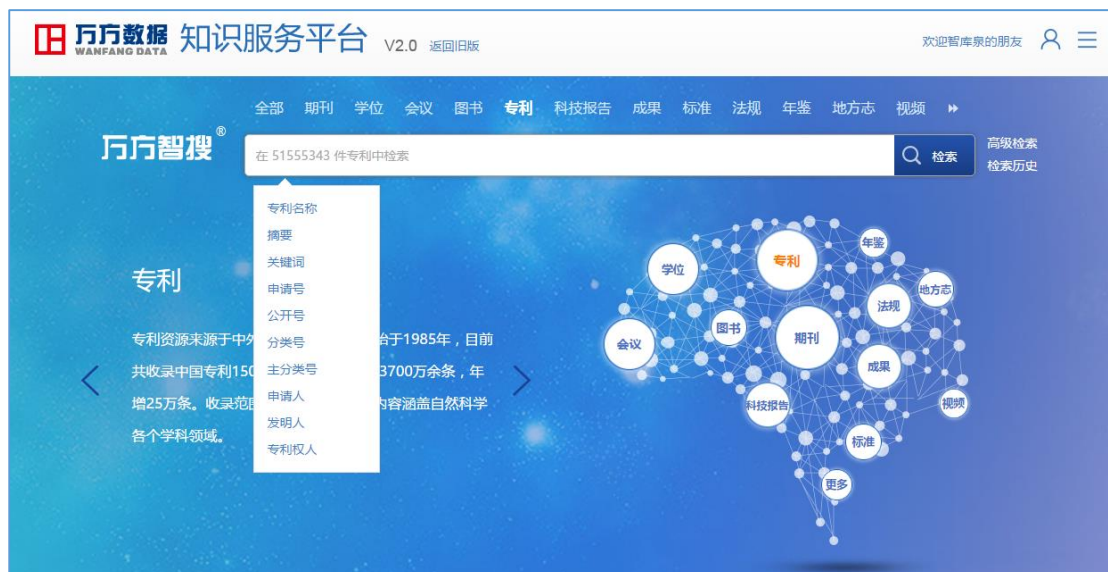 万方数据 知识服务平台 V2.0 返回旧版
WANFANG DATA
欢迎智库泉的朋友
全部 期刊 学位 会议 图书 专利 科技报告 成果 标准 法规 年鉴 地方志 视频
万方智搜®
在 51555343 件专利中检索
检索
高级检索
检索历史
专利名称
摘要
关键词
申请号
公开号
分类号
主分类号
申请人
发明人
专利权人
专利
专利资源来源于中外 始于1985年，目前
共收录中国专利150 3700万余条，年
增25万条。收录范围 内容涵盖自然科学
各个学科领域。
学位
专利
年鉴
地方志
法规
图书
期刊
会议
成果
科技报告
视频
标准
更多